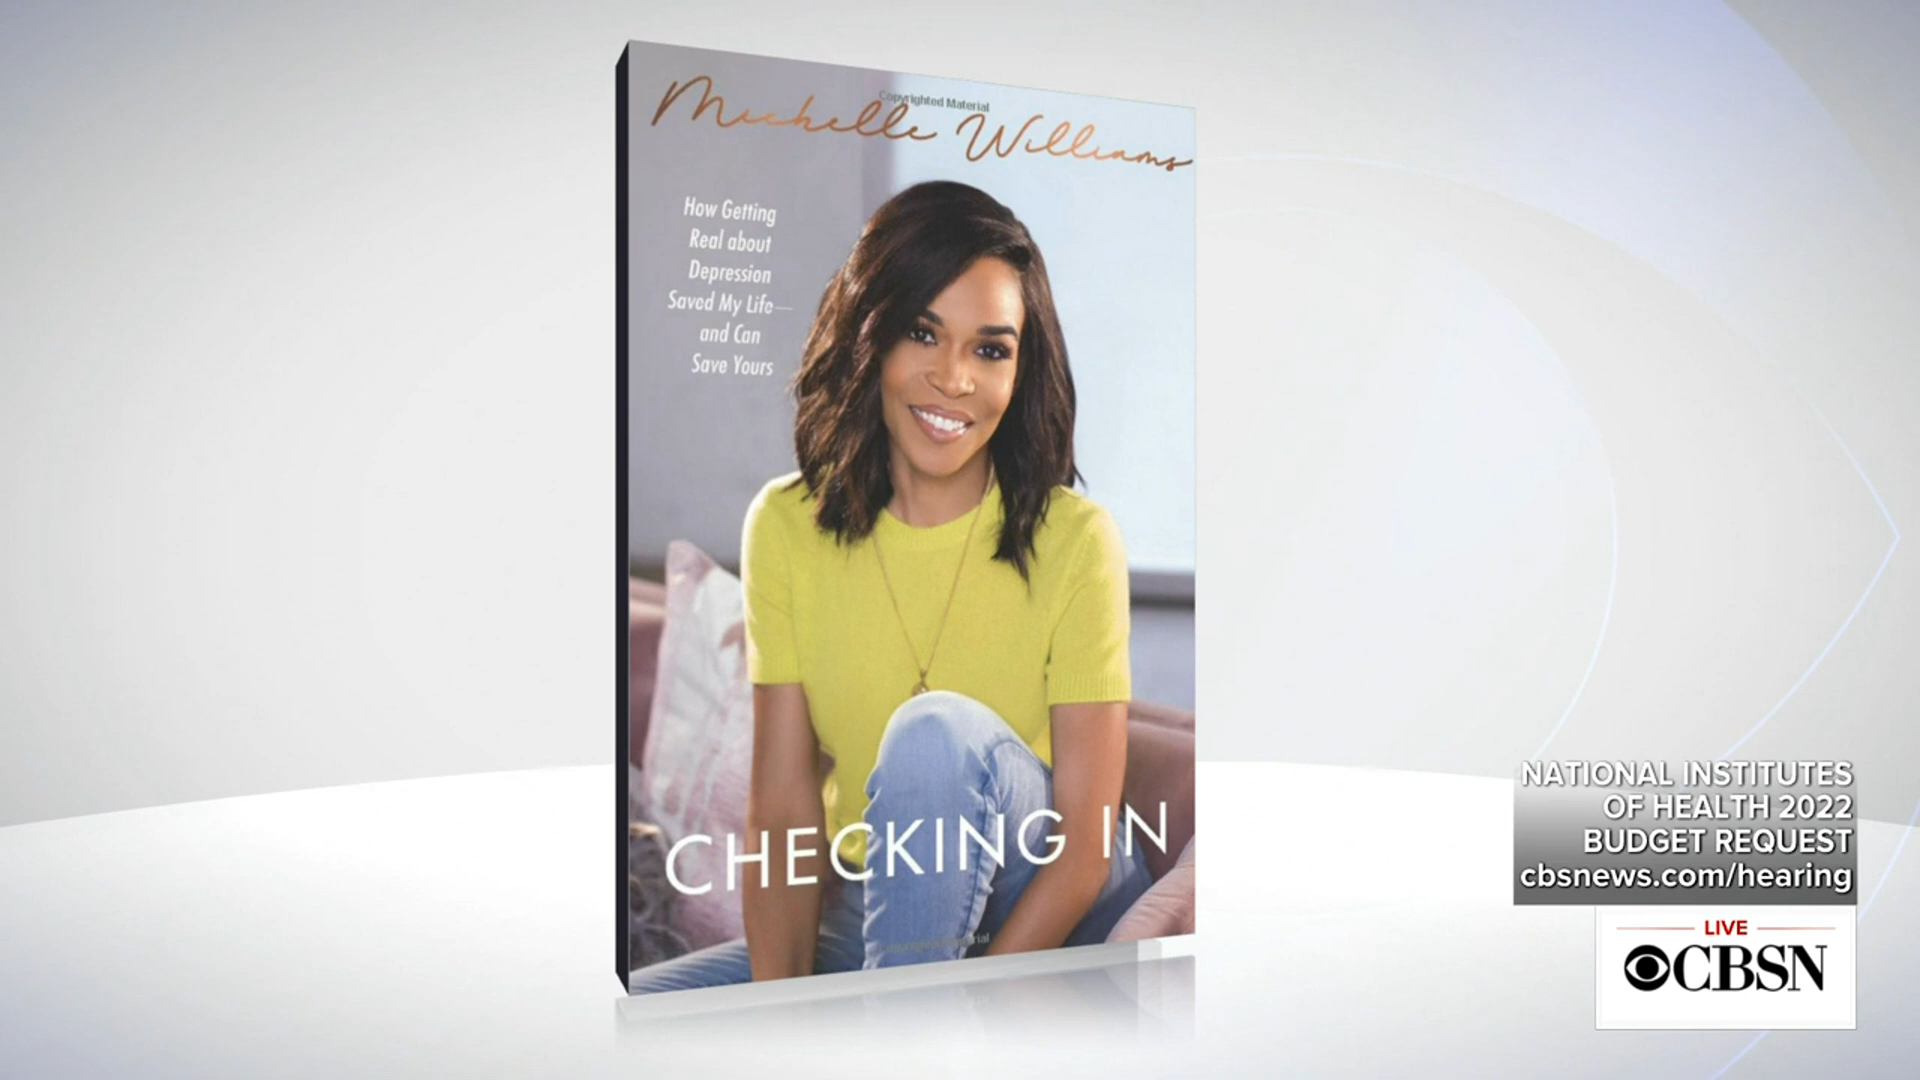 Copyrighted Material
Michelle Williams
How Getting
Real about
Depression
Saved My Life—
and Can
Save Yours
CHECKING IN
NATIONAL INSTITUTES
OF HEALTH 2022
BUDGET REQUEST
cbsnews.com/hearing
LIVE
CBSN